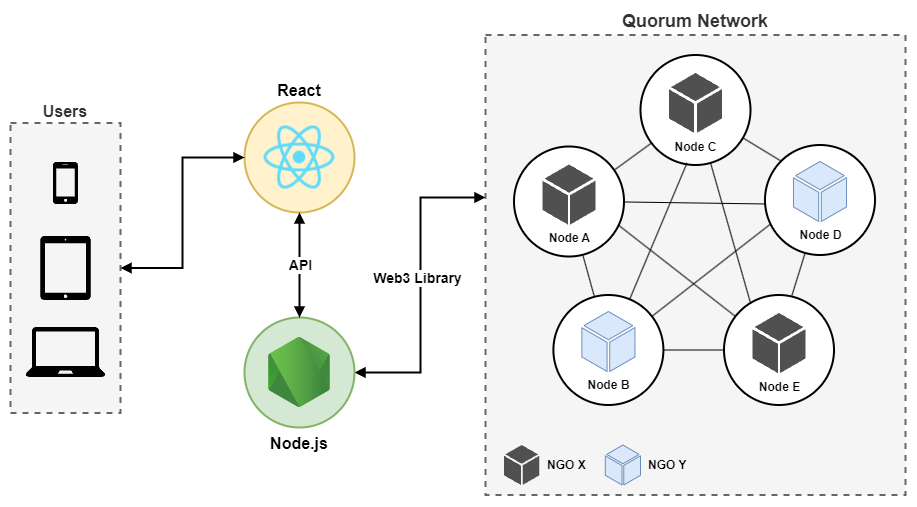 Quorum Network
Users
React
Node C
Node A
Node D
API
Web3 Library
Node B
Node E
Node.js
NGO X
NGO Y